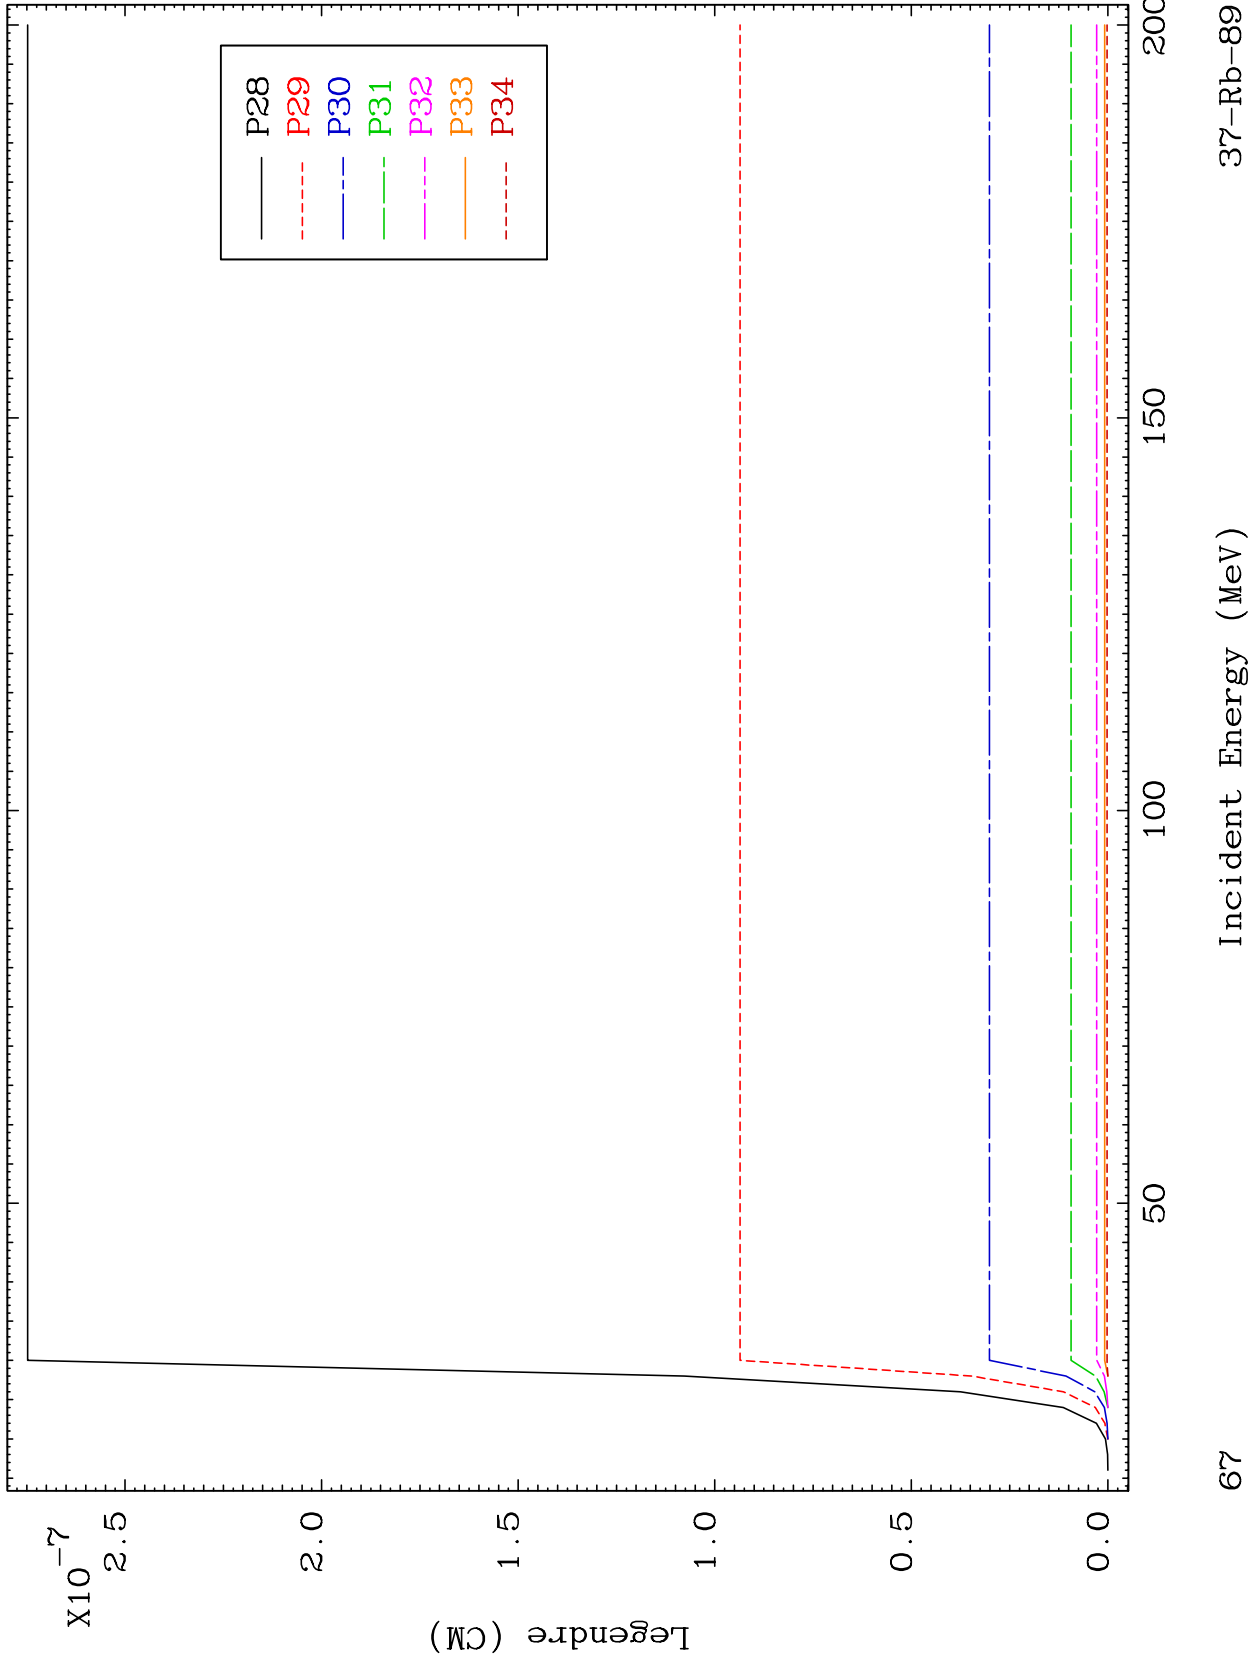 X10-7
2.5
2.0
1.5
1.0
0.5
0.0
Legendre (CM)
P28
P29
P30
P31
P32
P33
P34
50
100
150
200
Incident Energy (MeV)
67
37-Rb-89